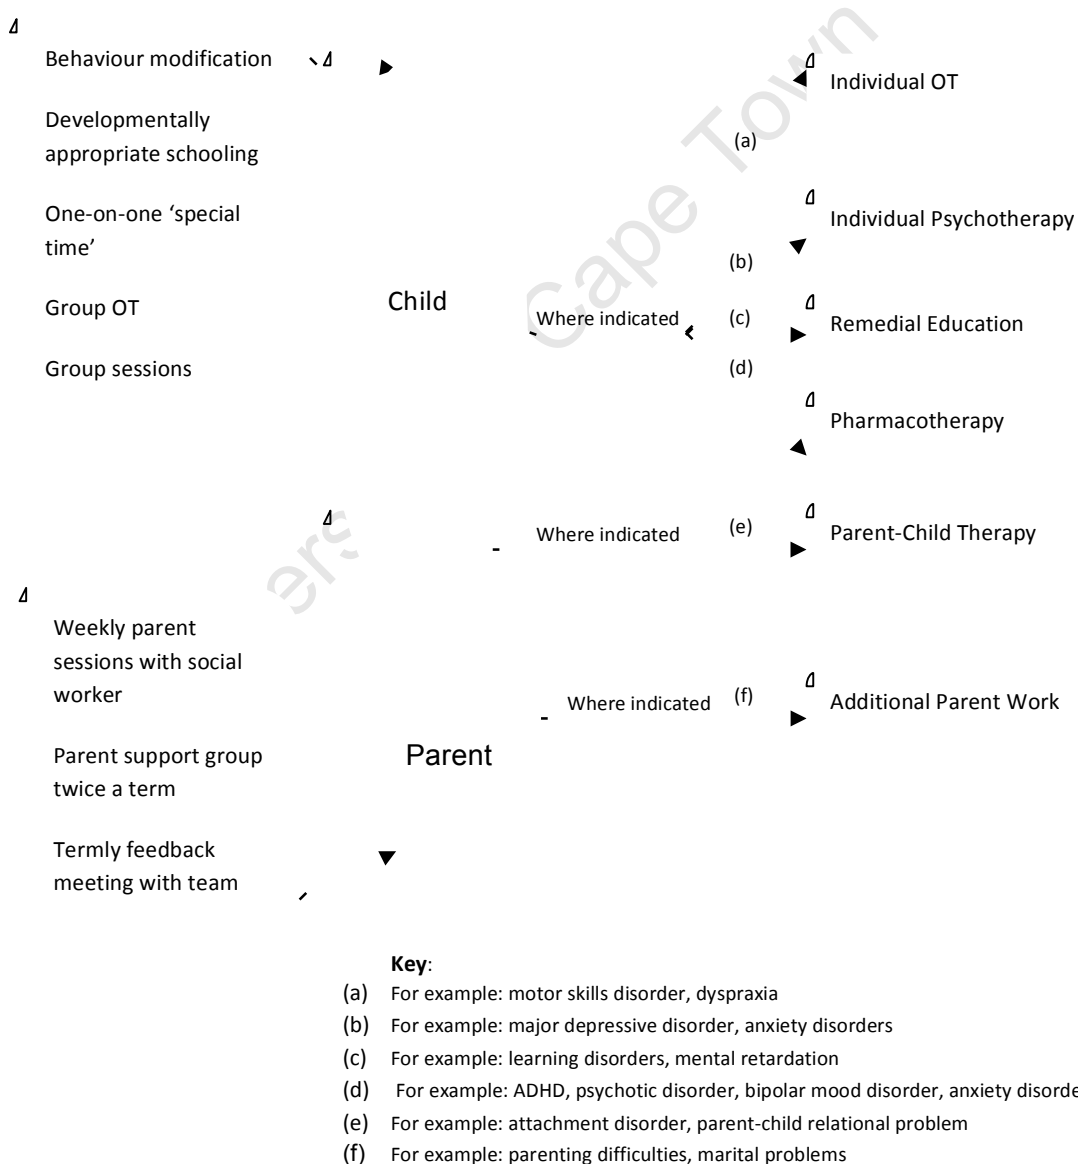 Behaviour modification
Developmentally
appropriate schooling
One-on-one ‘special
time’
Group OT
Group sessions
Child
Where indicated
(a)
(b)
(c)
(d)
Individual OT
Individual Psychotherapy
Remedial Education
Pharmacotherapy
Where indicated
(e)
Parent-Child Therapy
Weekly parent
sessions with social
worker
Parent support group
twice a term
Termly feedback
meeting with team
Parent
Where indicated
(f)
Additional Parent Work
Key:
(a) For example: motor skills disorder, dyspraxia
(b) For example: major depressive disorder, anxiety disorders
(c) For example: learning disorders, mental retardation
(d) For example: ADHD, psychotic disorder, bipolar mood disorder, anxiety disorde
(e) For example: attachment disorder, parent-child relational problem
(f) For example: parenting difficulties, marital problems
ers
Cape Town